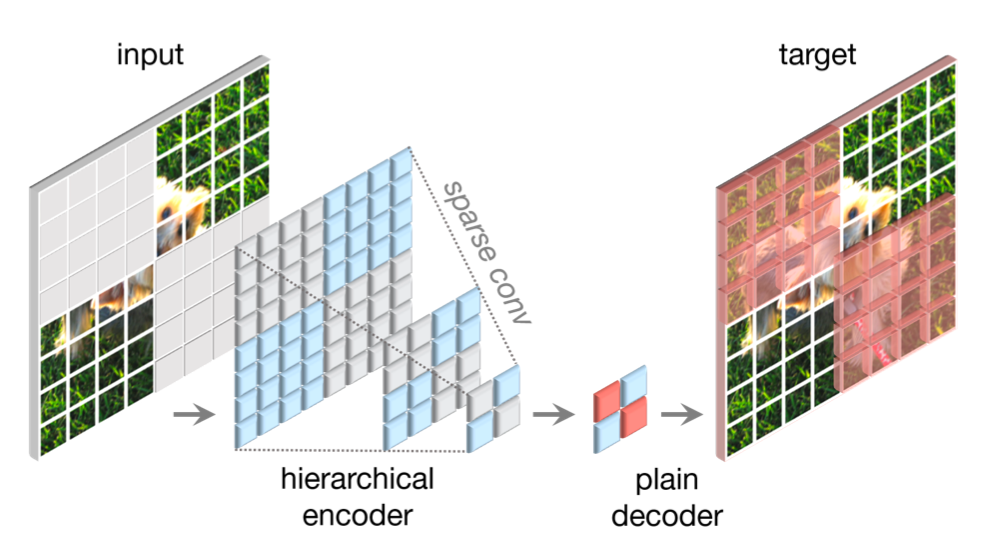 input
target
sparse conv
hierarchical
encoder
plain
decoder